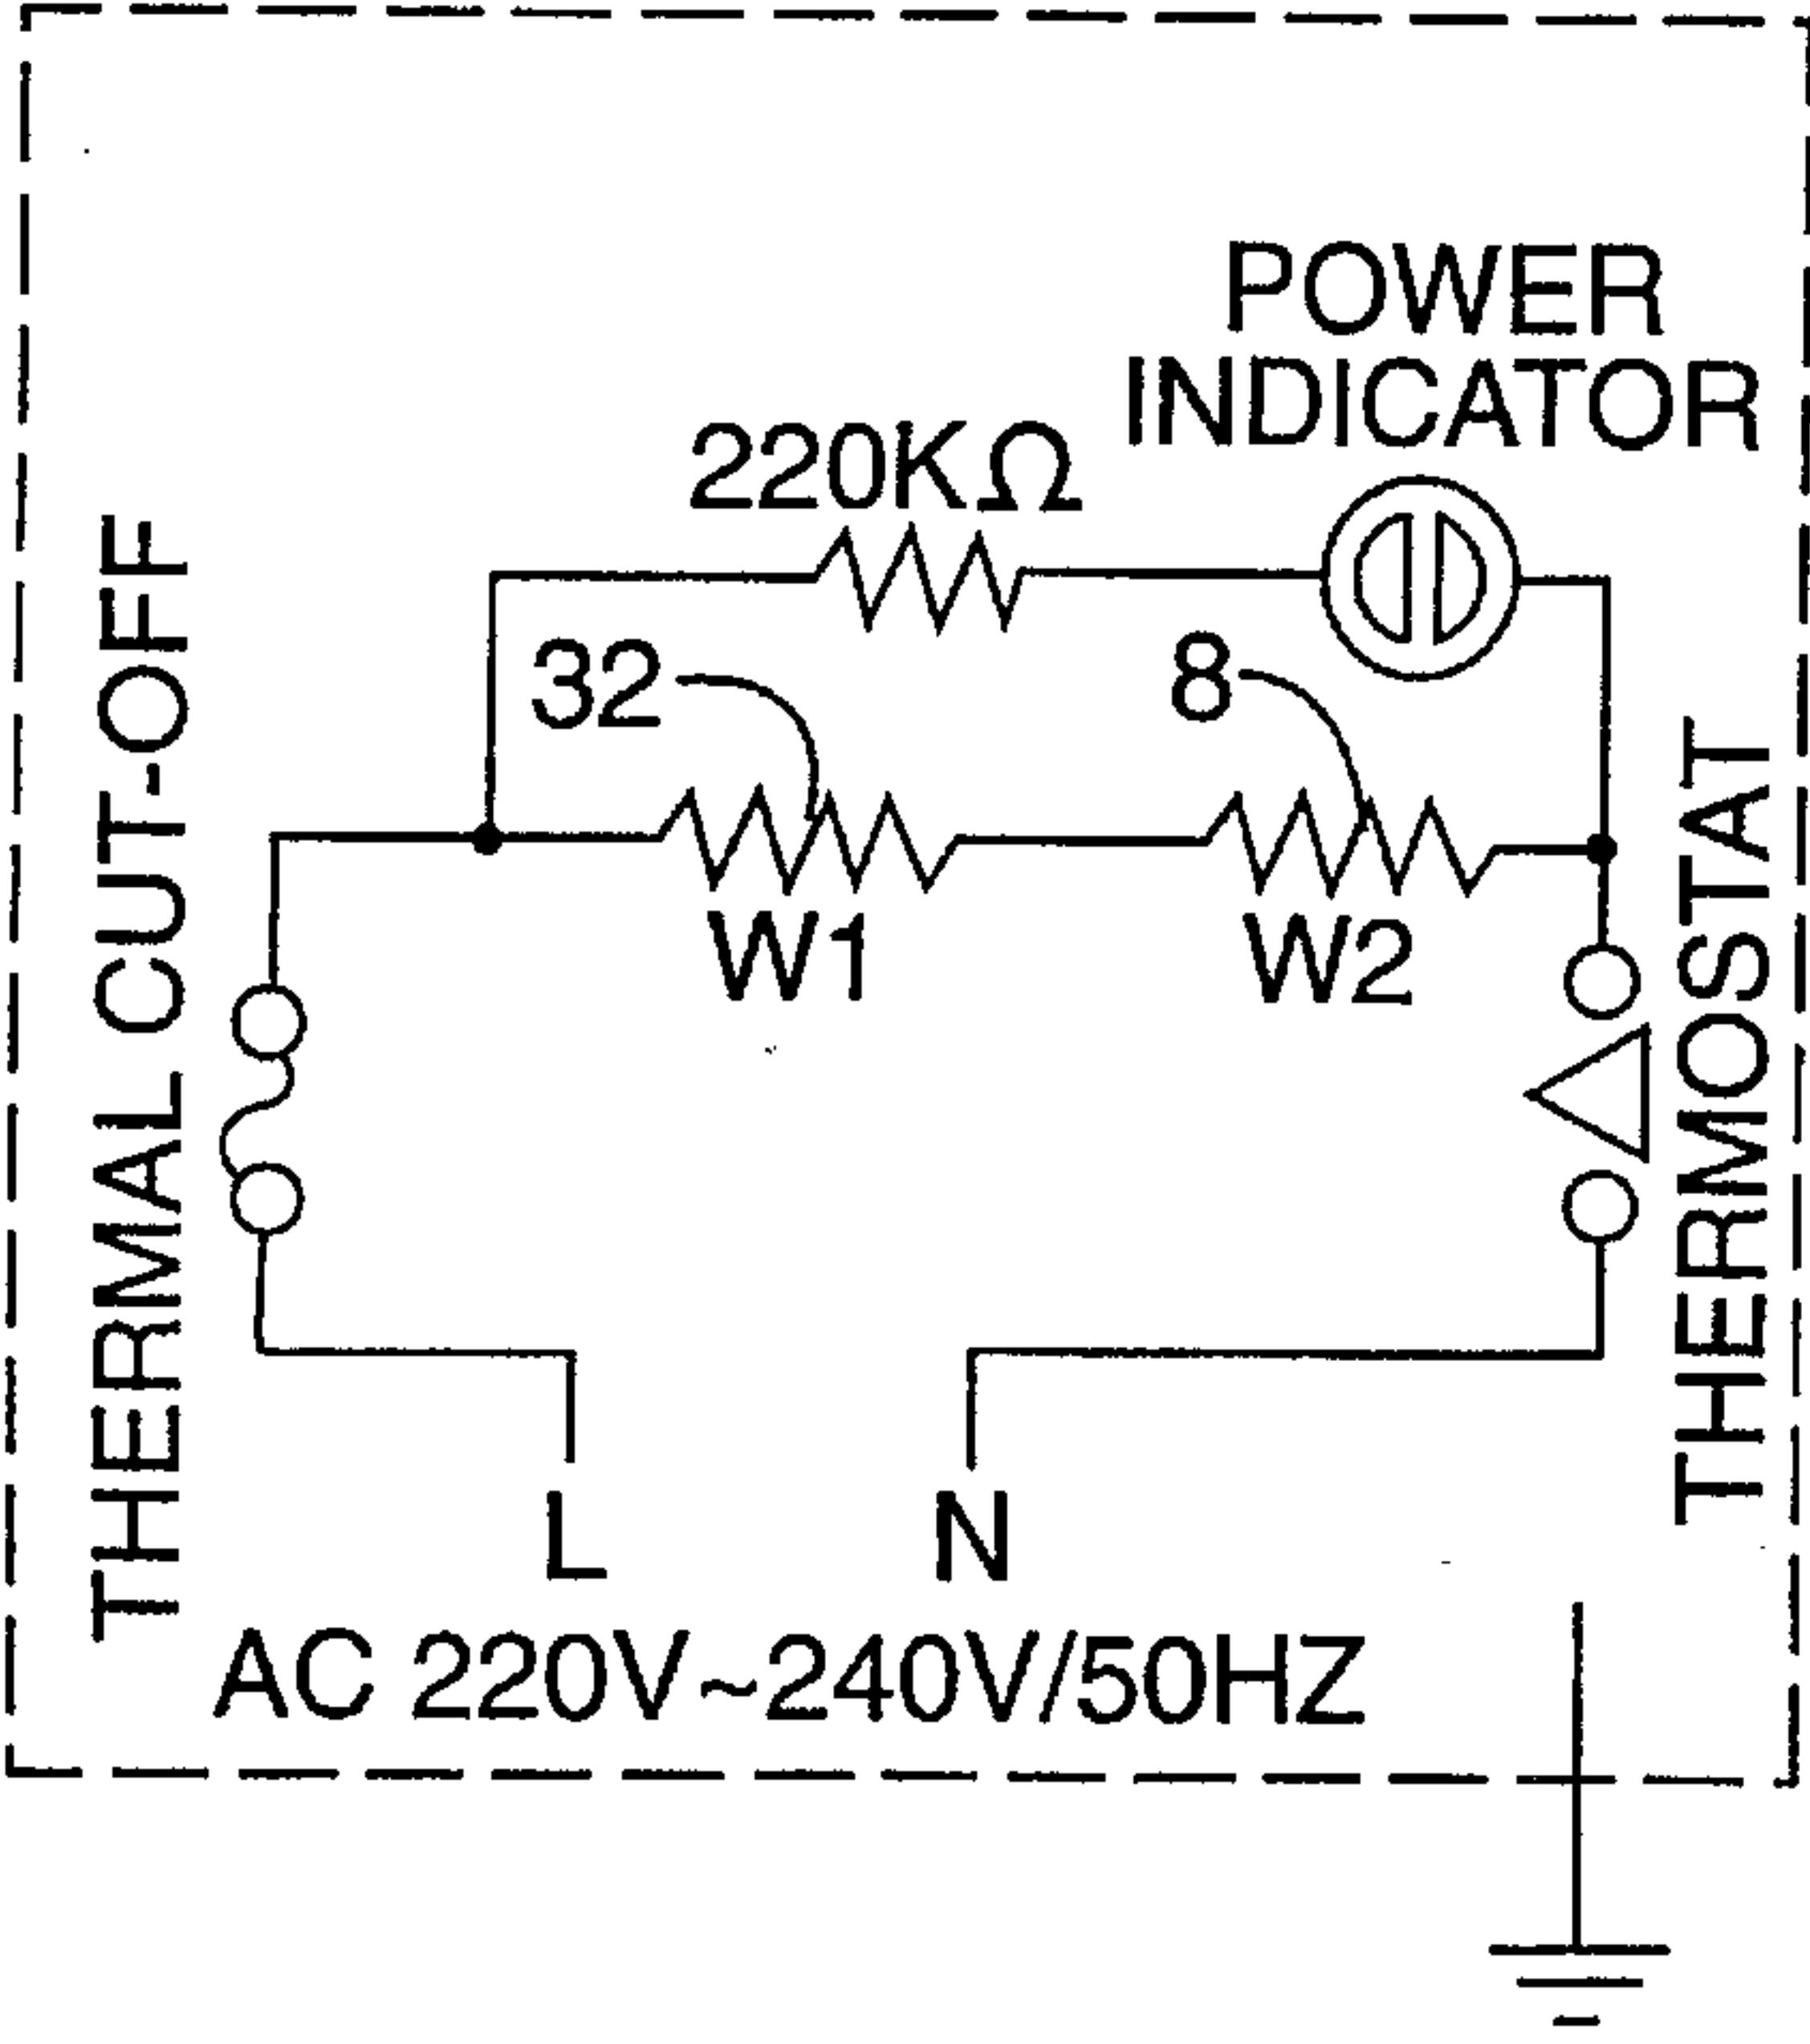 POWER
INDICATOR
220KΩ
32
8
W1
W2
THERMAL CUT-OFF
THERMOSTAT
L
N
AC 220V~240V/50HZ